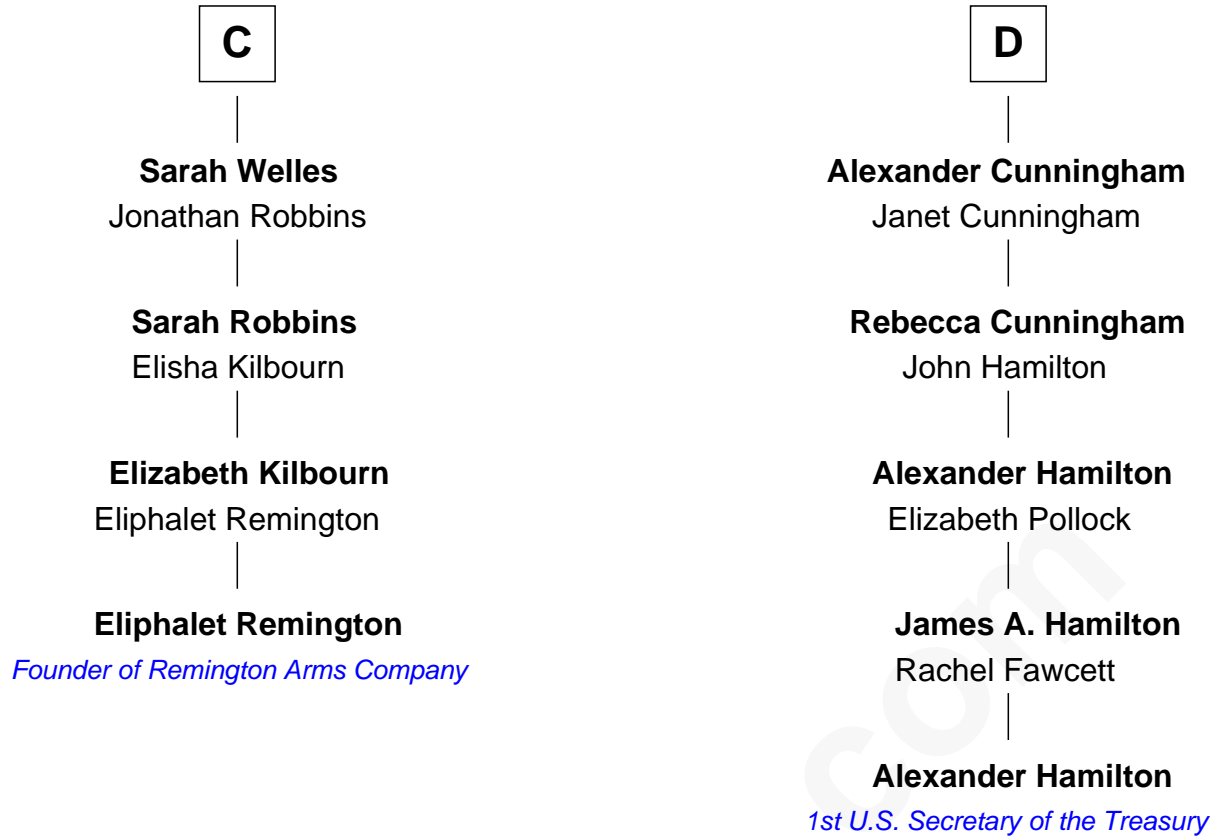 C
Sarah Welles
Jonathan Robbins
Sarah Robbins
Elisha Kilbourn
Elizabeth Kilbourn
Eliphalet Remington
Eliphalet Remington
Founder of Remington Arms Company
D
Alexander Cunningham
Janet Cunningham
Rebecca Cunningham
John Hamilton
Alexander Hamilton
Elizabeth Pollock
James A. Hamilton
Rachel Fawcett
Alexander Hamilton
1st U.S. Secretary of the Treasury
com